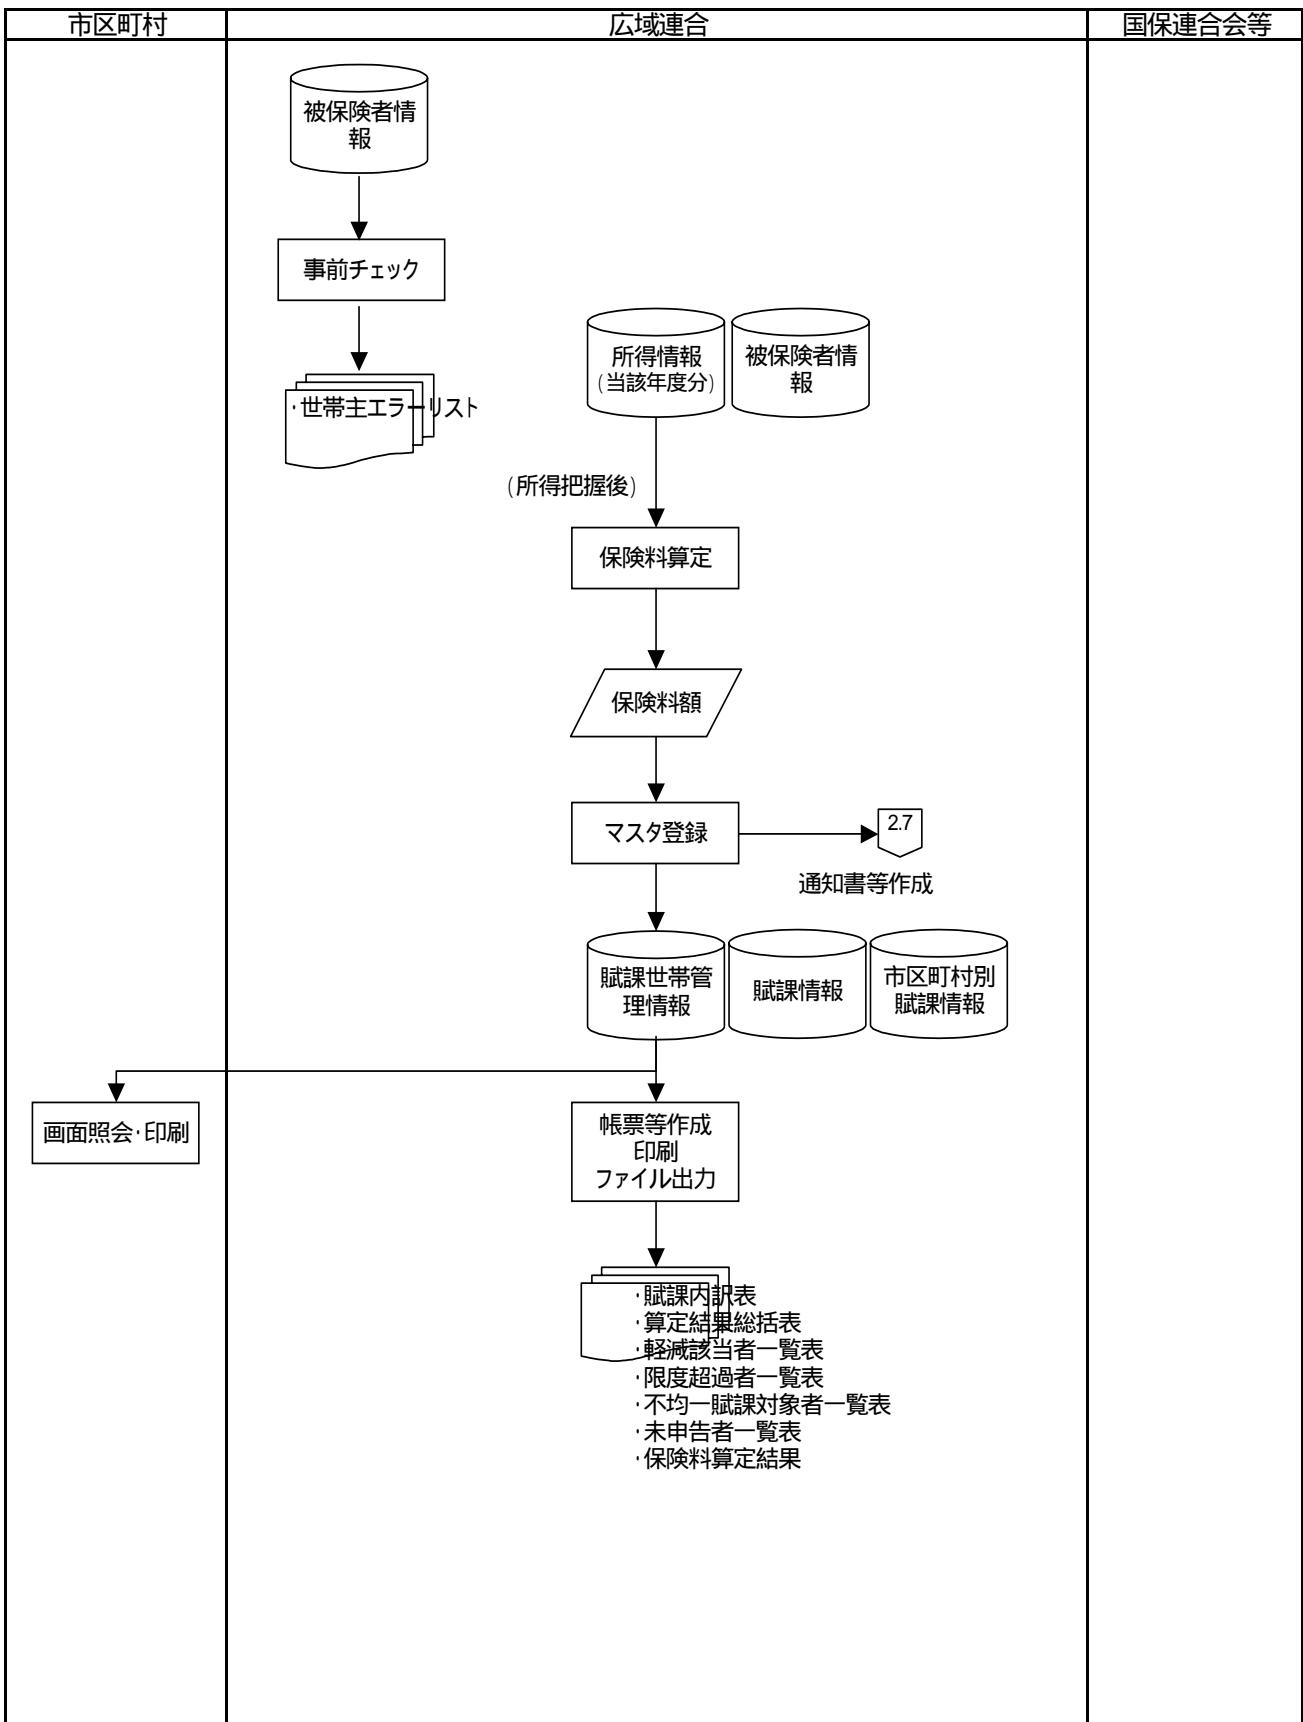 市区町村
広域連合
国保連合会等
被保険者情
報
事前チェック
・世帯主エラーリスト
所得情報
(当該年度分)
被保険者情
報
(所得把握後)
保険料算定
保険料額
マスタ登録
2.7
通知書等作成
賦課世帯管
理情報
賦課情報
市区町村別
賦課情報
画面照会・印刷
帳票等作成
印刷
ファイル出力
・賦課内訳表
・算定結果総括表
・軽減該当者一覧表
・限度超過者一覧表
・不均一賦課対象者一覧表
・未申告者一覧表
・保険料算定結果